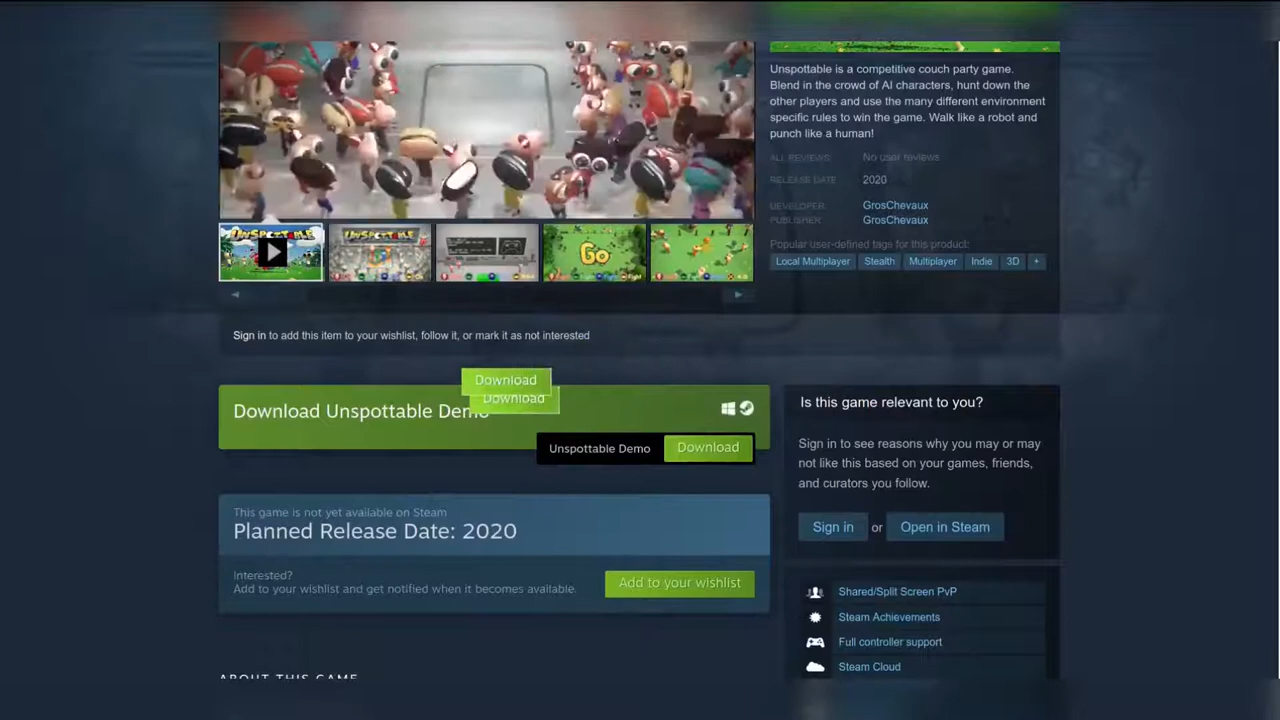 Unspottable is a competitive couch party game.
Blend in the crowd of AI characters, hunt down the
other players and use the many different environment
specific rules to win the game. Walk like a robot and
punch like a human!
ALL REVIEWS: No user reviews
RELEASE DATE: 2020
DEVELOPER: GrosChevaux
PUBLISHER: GrosChevaux
Popular user-defined tags for this product:
Local Multiplayer Stealth Multiplayer Indie 3D +
UNSPOTTABLE
Go
Sign in to add this item to your wishlist, follow it, or mark it as not interested
Download
Download
Download Unspottable Demo
Unspottable Demo Download
This game is not yet available on Steam
Planned Release Date: 2020
Interested?
Add to your wishlist and get notified when it becomes available.
Add to your wishlist
Is this game relevant to you?
Sign in to see reasons why you may or may
not like this based on your games, friends,
and curators you follow.
Sign in or Open in Steam
Shared/Split Screen PvP
Steam Achievements
Full controller support
Steam Cloud
ABOUT THIS GAME